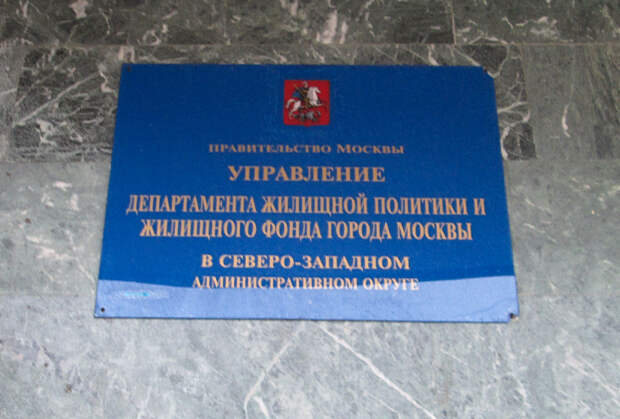 ПРАВИТЕЛЬСТВО МОСКВЫ
УПРАВЛЕНИЕ
ДЕПАРТАМЕНТА ЖИЛИЩНОЙ ПОЛИТИКИ И
ЖИЛИЩНОГО ФОНДА ГОРОДА МОСКВЫ
В СЕВЕРО-ЗАПАДНОМ
АДМИНИСТРАТИВНОМ ОКРУГЕ